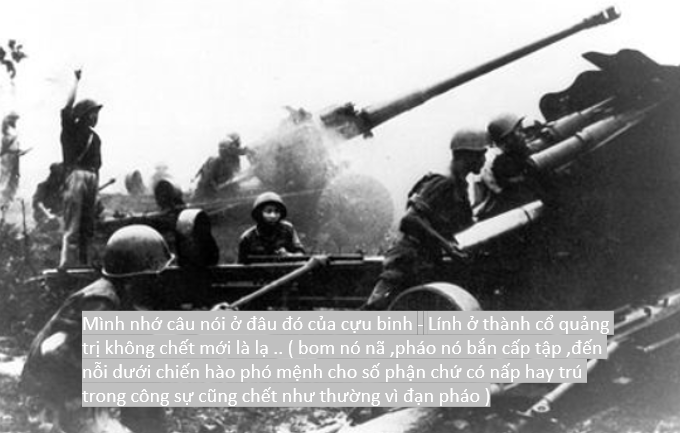 Mình nhớ câu nói ở đâu đó của cựu binh - Lính ở thành cổ quảng
trị không chết mới là lạ .. ( bom nó nã ,pháo nó bắn cấp tập ,đến
nỗi dưới chiến hào phó mệnh cho số phận chứ có nấp hay trú
trong công sự cũng chết như thường vì đạn pháo )